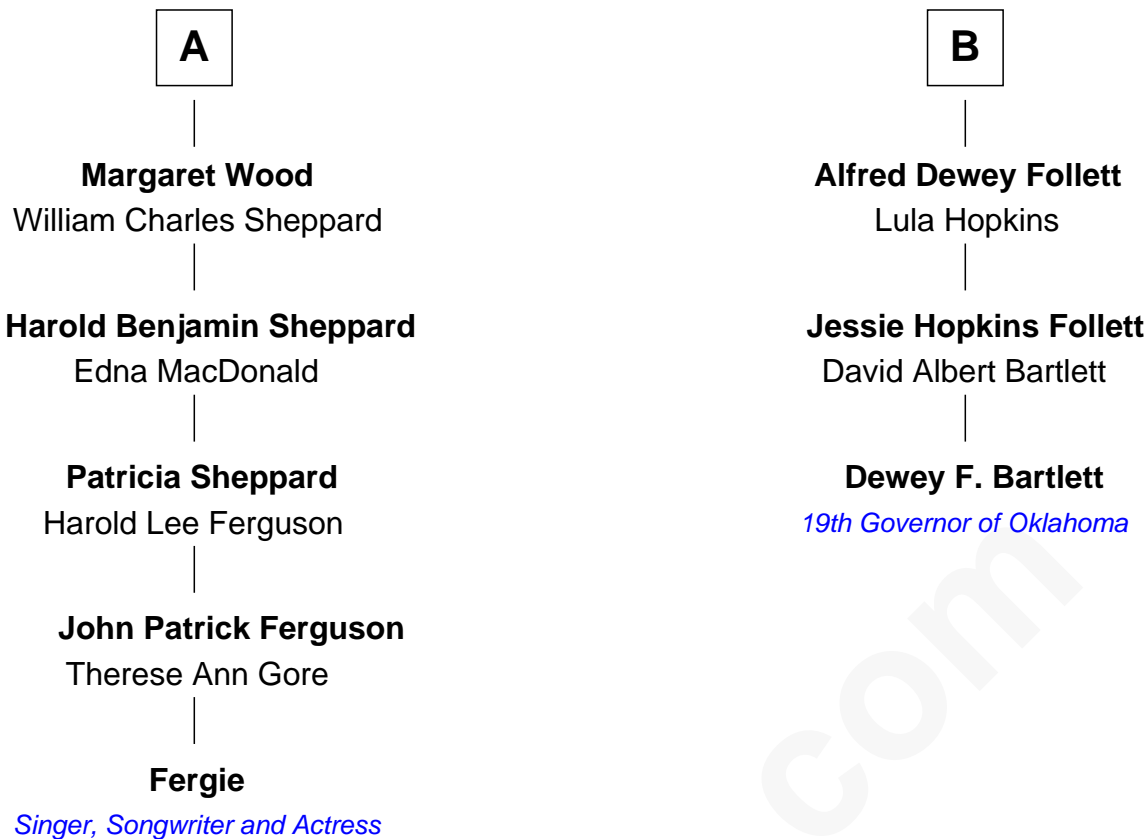 A
Margaret Wood
William Charles Sheppard
Harold Benjamin Sheppard
Edna MacDonald
Patricia Sheppard
Harold Lee Ferguson
John Patrick Ferguson
Therese Ann Gore
Fergie
Singer, Songwriter and Actress
B
Alfred Dewey Follett
Lula Hopkins
Jessie Hopkins Follett
David Albert Bartlett
Dewey F. Bartlett
19th Governor of Oklahoma
com